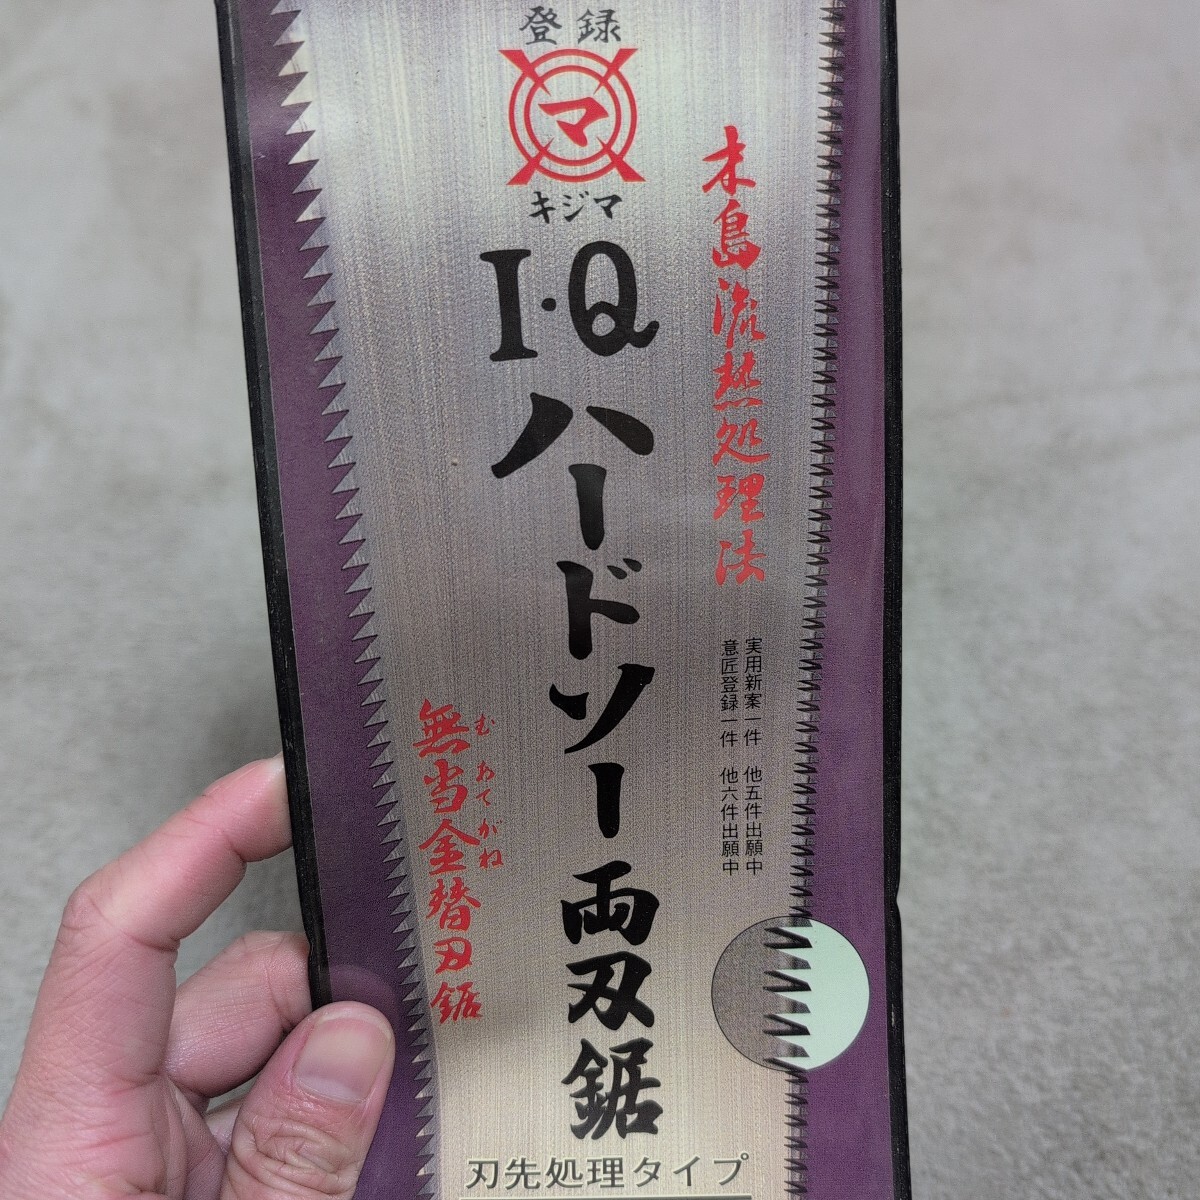 登録
マ
キジマ
I·Q
ハードソー両刃鋸
木島流熱処理法
実用新案一件 他五件出願中
意匠登録一件 他六件出願中
むあてがね
無当金替刃鋸
刃先処理タイプ